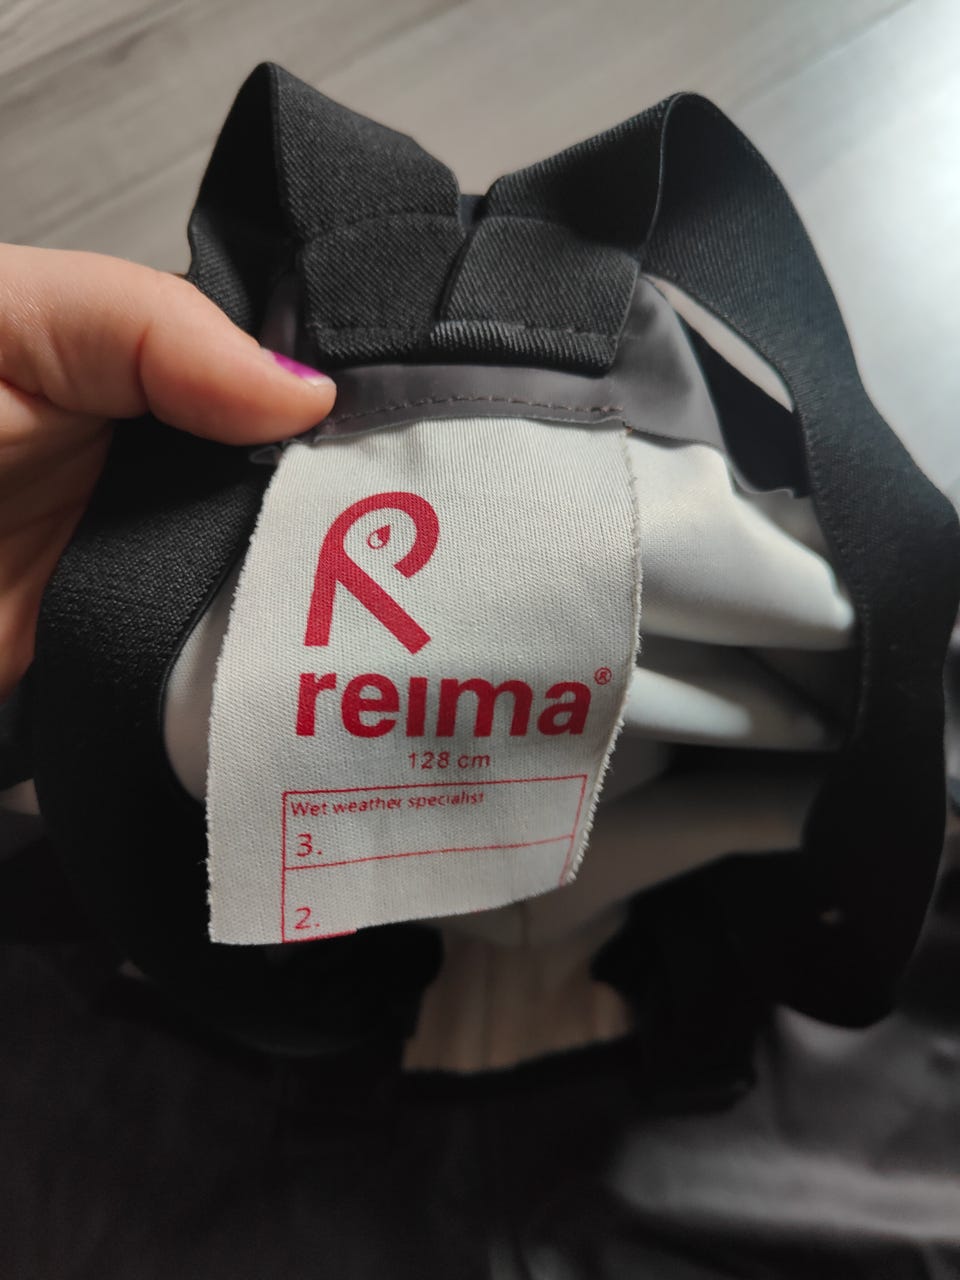 reima®
128 cm
Wet weather specialist
3.
2.